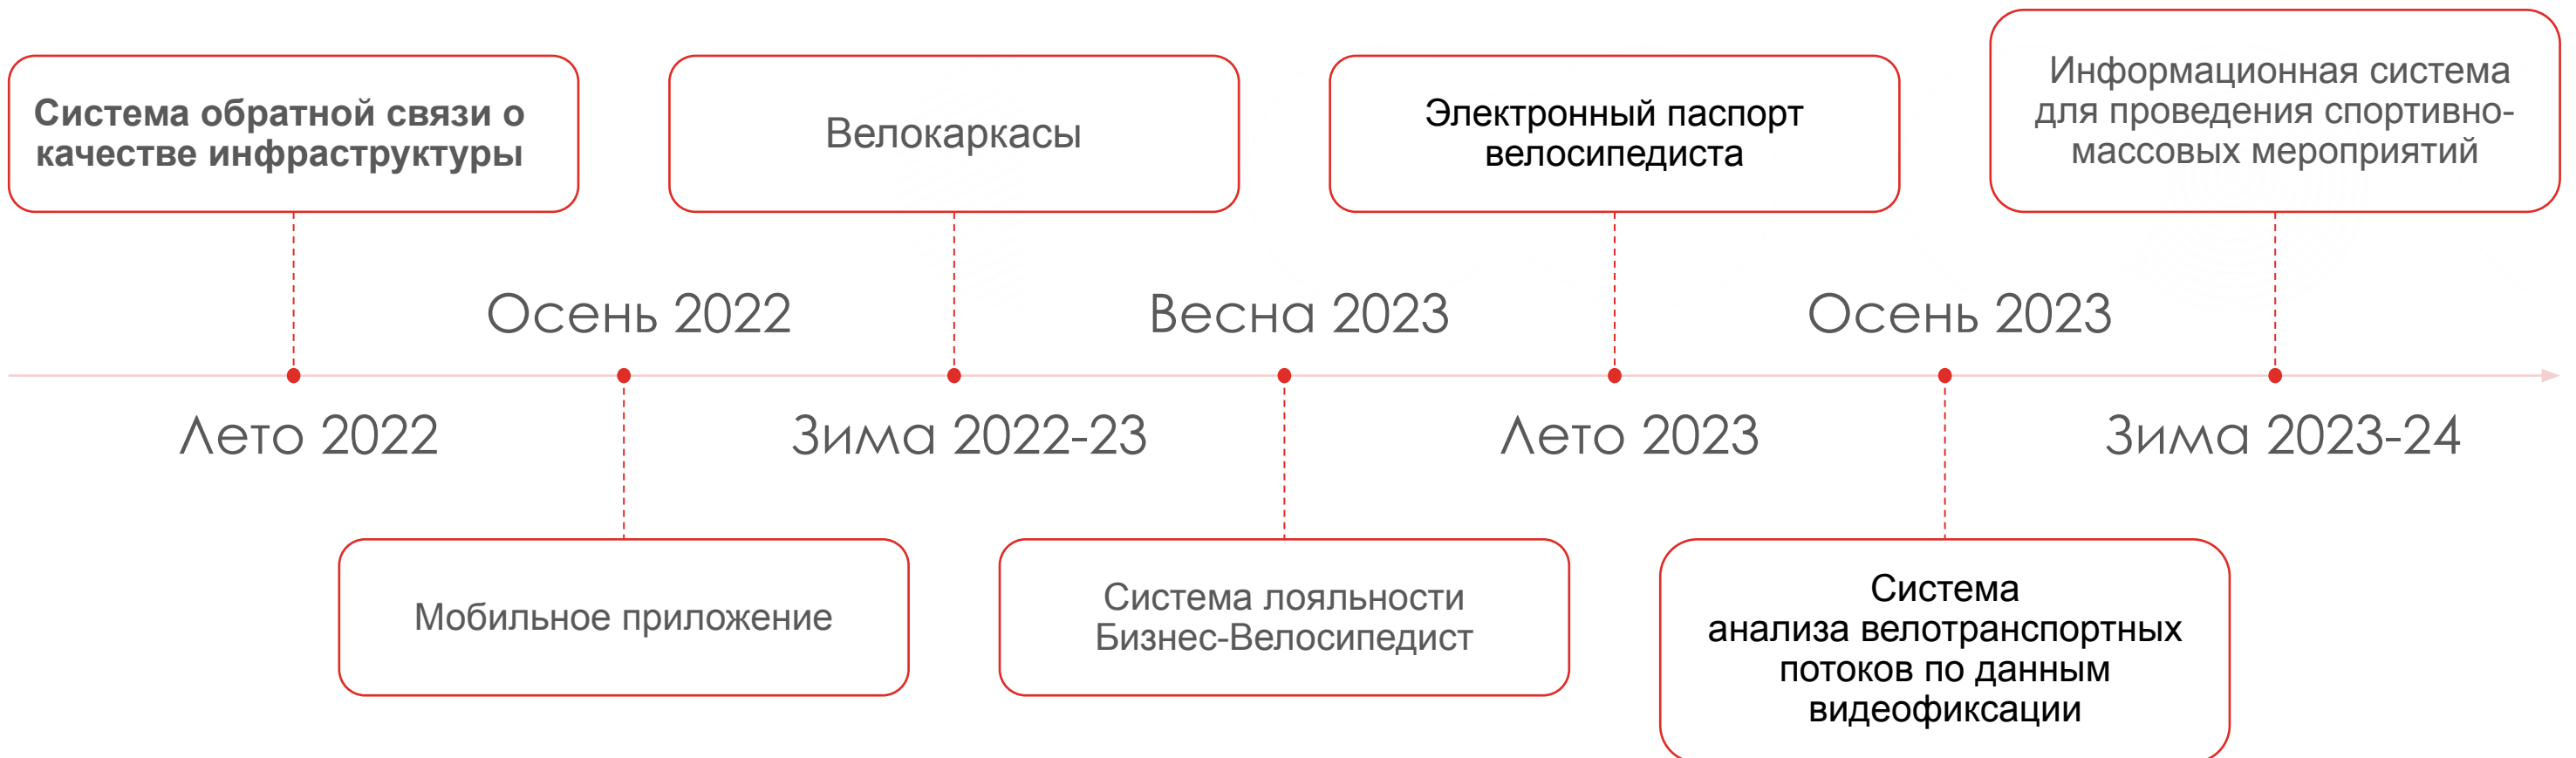 Система обратной связи о
качестве инфраструктуры
Велокаркасы
Электронный паспорт
велосипедиста
Информационная система
для проведения спортивно-
массовых мероприятий
Осень 2022
Весна 2023
Осень 2023
Лето 2022
Зима 2022-23
Лето 2023
Зима 2023-24
Мобильное приложение
Система лояльности
Бизнес-Велосипедист
Система
анализа велотранспортных
потоков по данным
видеофиксации